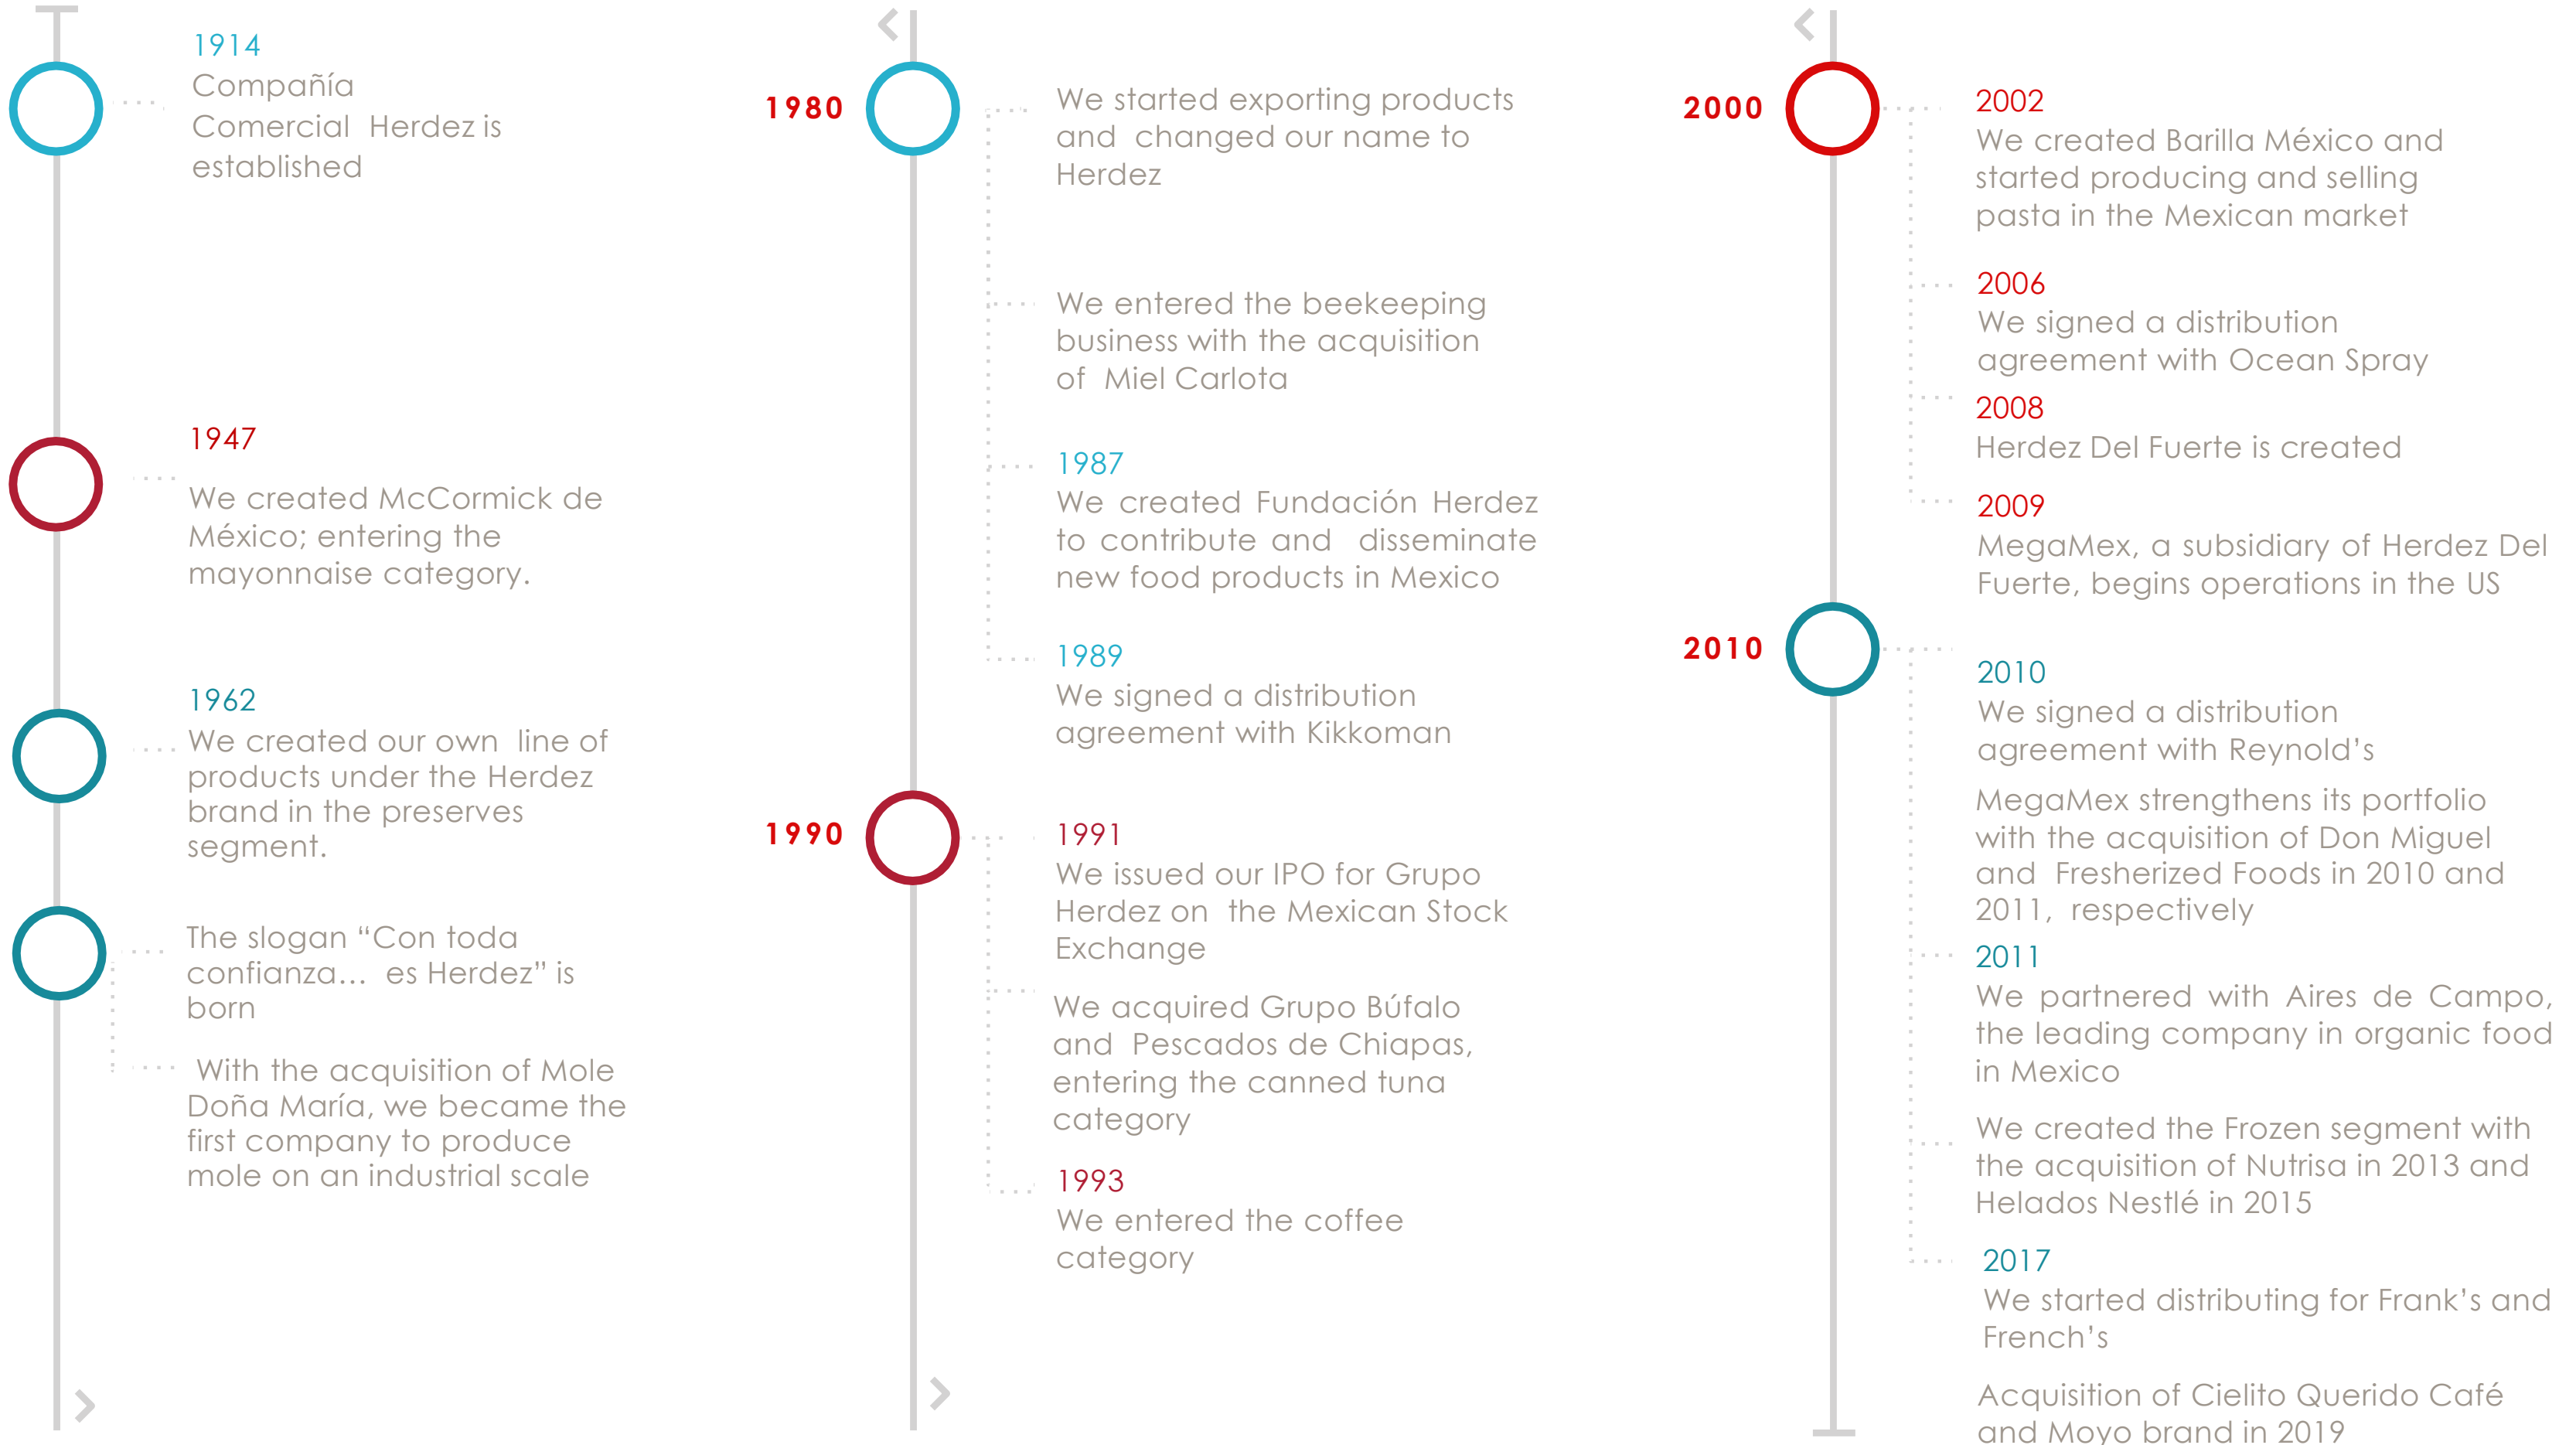 1914
Compañía
Comercial Herdez is
established
1947
We created McCormick de
México; entering the
mayonnaise category.
1962
We created our own line of
products under the Herdez
brand in the preserves
segment.
The slogan “Con toda
confianza... es Herdez” is
born
With the acquisition of Mole
Doña María, we became the
first company to produce
mole on an industrial scale
1980
We started exporting products
and changed our name to
Herdez
We entered the beekeeping
business with the acquisition
of Miel Carlota
1987
We created Fundación Herdez
to contribute and disseminate
new food products in Mexico
1989
We signed a distribution
agreement with Kikkoman
1990
1991
We issued our IPO for Grupo
Herdez on the Mexican Stock
Exchange
We acquired Grupo Búfalo
and Pescados de Chiapas,
entering the canned tuna
category
1993
We entered the coffee
category
2000
2002
We created Barilla México and
started producing and selling
pasta in the Mexican market
2006
We signed a distribution
agreement with Ocean Spray
2008
Herdez Del Fuerte is created
2009
MegaMex, a subsidiary of Herdez Del
Fuerte, begins operations in the US
2010
2010
We signed a distribution
agreement with Reynold’s
MegaMex strengthens its portfolio
with the acquisition of Don Miguel
and Fresherized Foods in 2010 and
2011, respectively
2011
We partnered with Aires de Campo,
the leading company in organic food
in Mexico
We created the Frozen segment with
the acquisition of Nutrisa in 2013 and
Helados Nestlé in 2015
2017
We started distributing for Frank’s and
French’s
Acquisition of Cielito Querido Café
and Moyo brand in 2019